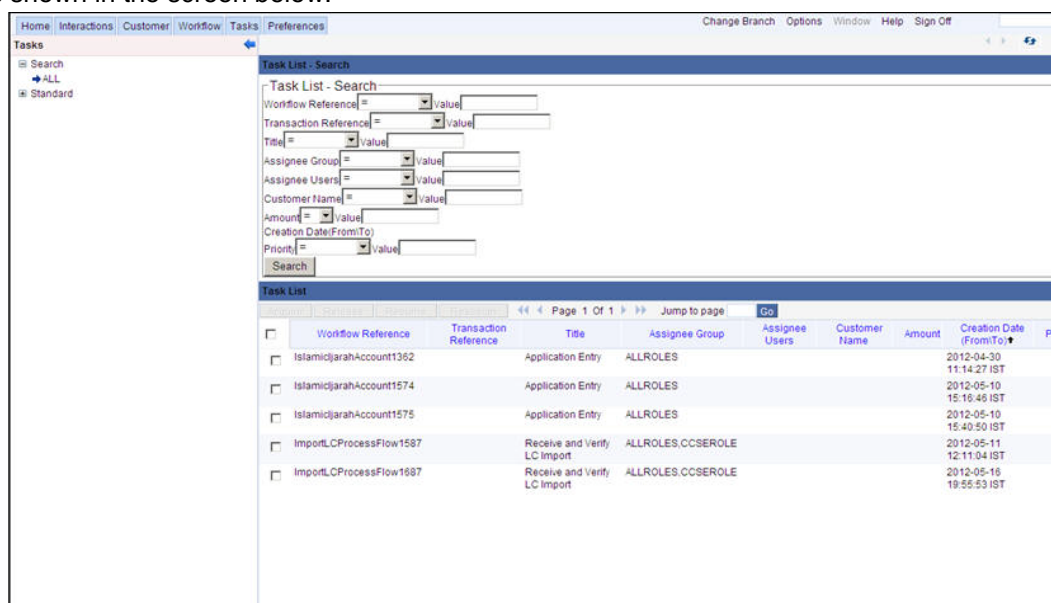 shown in the screen below.
Home Interactions Customer Workflow Tasks Preferences
Change Branch Options Window Help Sign Off
Tasks
Search
ALL
Standard
Task List - Search
Task List - Search
Workflow Reference = Value
Transaction Reference = Value
Title = Value
Assignee Group = Value
Assignee Users = Value
Customer Name = Value
Amount = Value
Creation Date(From\To)
Priority = Value
Search
Task List
Page 1 Of 1 Jump to page Go
Workflow Reference Transaction Reference Title Assignee Group Assignee Users Customer Name Amount Creation Date (From\To)
IslamicIjarahAccount1362 Application Entry ALLROLES 2012-04-30 11:14:27 IST
IslamicIjarahAccount1574 Application Entry ALLROLES 2012-05-10 15:16:46 IST
IslamicIjarahAccount1575 Application Entry ALLROLES 2012-05-10 15:40:50 IST
ImportLCProcessFlow1587 Receive and Verify LC Import ALLROLES,CCSEROLE 2012-05-11 12:11:04 IST
ImportLCProcessFlow1687 Receive and Verify LC Import ALLROLES,CCSEROLE 2012-05-16 19:55:53 IST